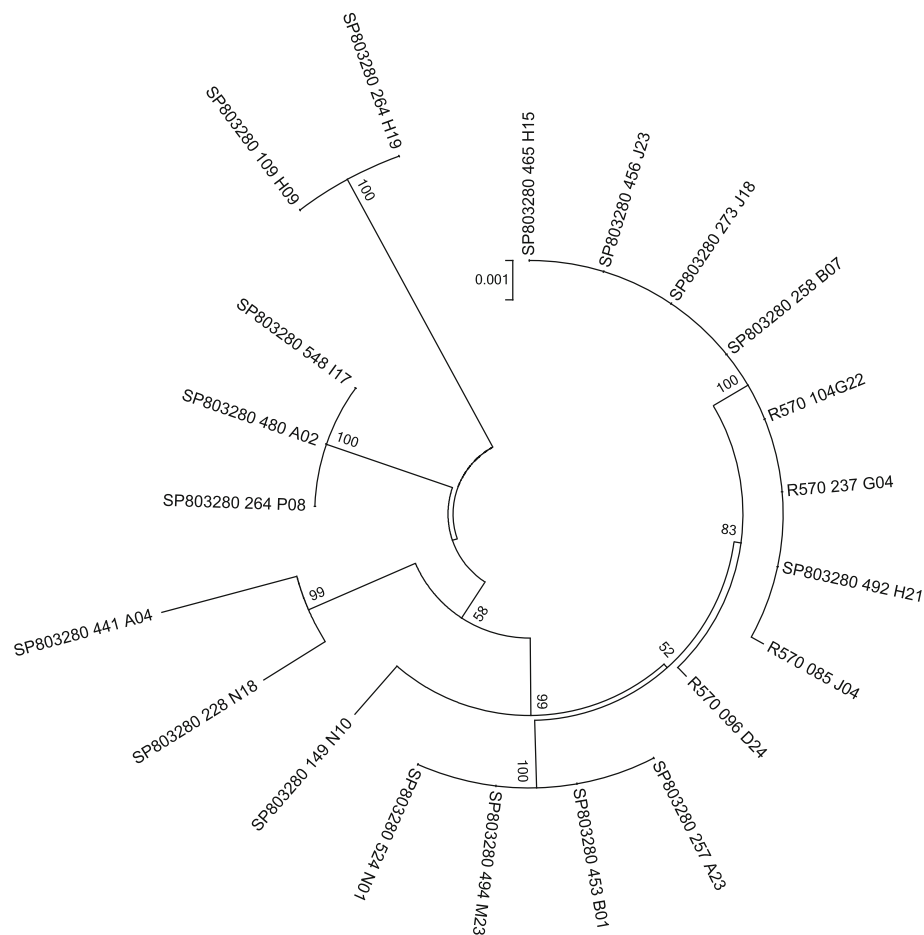 SP803280 264 H19
SP803280 109 H09
100
SP803280 465 H15
SP803280 456 J23
SP803280 273 J18
SP803280 258 B07
0.001
100
R570 104G22
R570 237 G04
SP803280 492 H21
R570 085 J04
83
R570 096 D24
52
SP803280 548 I17
SP803280 480 A02
100
SP803280 264 P08
58
99
SP803280 441 A04
SP803280 228 N18
SP803280 149 N10
66
100
SP803280 524 N01
SP803280 494 M23
SP803280 453 B01
SP803280 257 A23